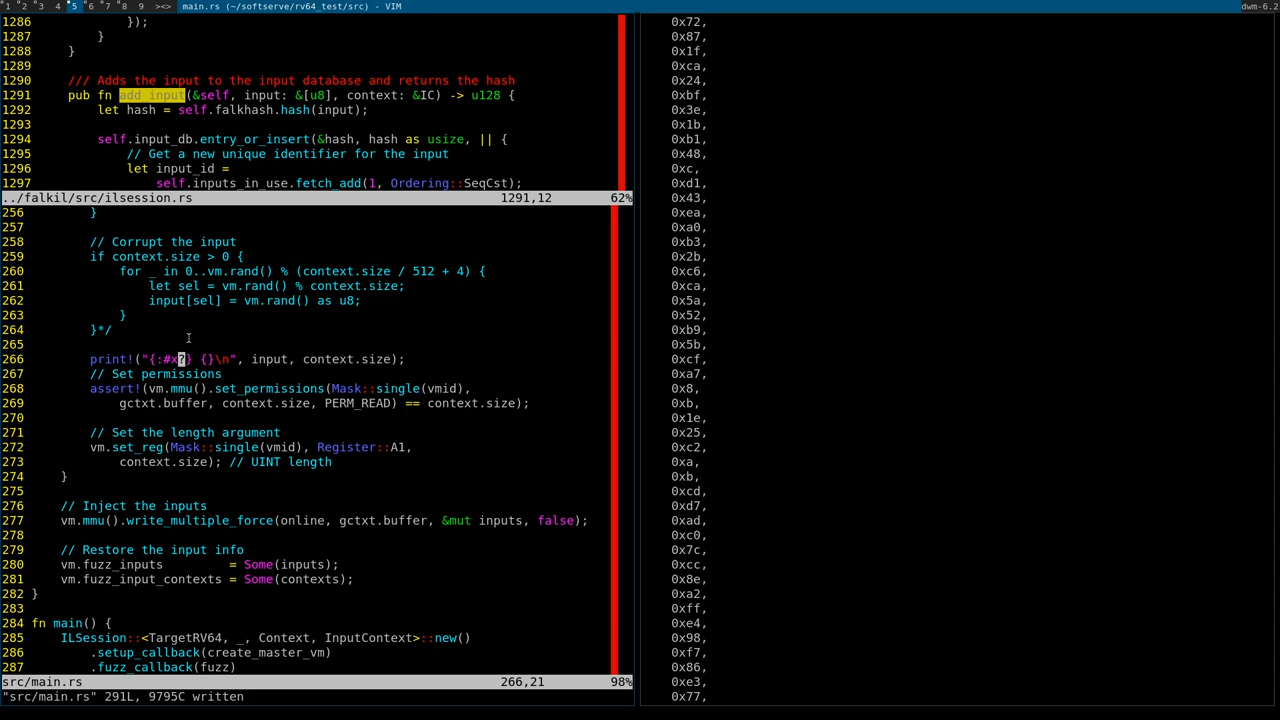 1 2 3 4 5 6 7 8 9 ><> main.rs (~/softserve/rv64_test/src) - VIM dwm-6.2
1286             });
1287         }
1288     }
1289
1290     /// Adds the input to the input database and returns the hash
1291     pub fn add_input(&self, input: &[u8], context: &IC) -> u128 {
1292         let hash = self.falkhash.hash(input);
1293
1294         self.input_db.entry_or_insert(&hash, hash as usize, || {
1295             // Get a new unique identifier for the input
1296             let input_id =
1297                 self.inputs_in_use.fetch_add(1, Ordering::SeqCst);
../falkil/src/ilsession.rs 1291,12 62%
256         }
257
258         // Corrupt the input
259         if context.size > 0 {
260             for _ in 0..vm.rand() % (context.size / 512 + 4) {
261                 let sel = vm.rand() % context.size;
262                 input[sel] = vm.rand() as u8;
263             }
264         }*/
265
266         print!("{:#x?} {}\n", input, context.size);
267         // Set permissions
268         assert!(vm.mmu().set_permissions(Mask::single(vmid),
269             gctxt.buffer, context.size, PERM_READ) == context.size);
270
271         // Set the length argument
272         vm.set_reg(Mask::single(vmid), Register::A1,
273             context.size); // UINT length
274     }
275
276     // Inject the inputs
277     vm.mmu().write_multiple_force(online, gctxt.buffer, &mut inputs, false);
278
279     // Restore the input info
280     vm.fuzz_inputs         = Some(inputs);
281     vm.fuzz_input_contexts = Some(contexts);
282 }
283
284 fn main() {
285     ILSession::<TargetRV64, _, Context, InputContext>::new()
286         .setup_callback(create_master_vm)
287         .fuzz_callback(fuzz)
src/main.rs 266,21 98%
"src/main.rs" 291L, 9795C written
0x72,
0x87,
0x1f,
0xca,
0x24,
0xbf,
0x3e,
0x1b,
0xb1,
0x48,
0xc,
0xd1,
0x43,
0xea,
0xa0,
0xb3,
0x2b,
0xc6,
0xca,
0x5a,
0x52,
0xb9,
0x5b,
0xcf,
0xa7,
0x8,
0xb,
0x1e,
0x25,
0xc2,
0xa,
0xb,
0xcd,
0xd7,
0xad,
0xc0,
0x7c,
0xcc,
0x8e,
0xa2,
0xff,
0xe4,
0x98,
0xf7,
0x86,
0xe3,
0x77,